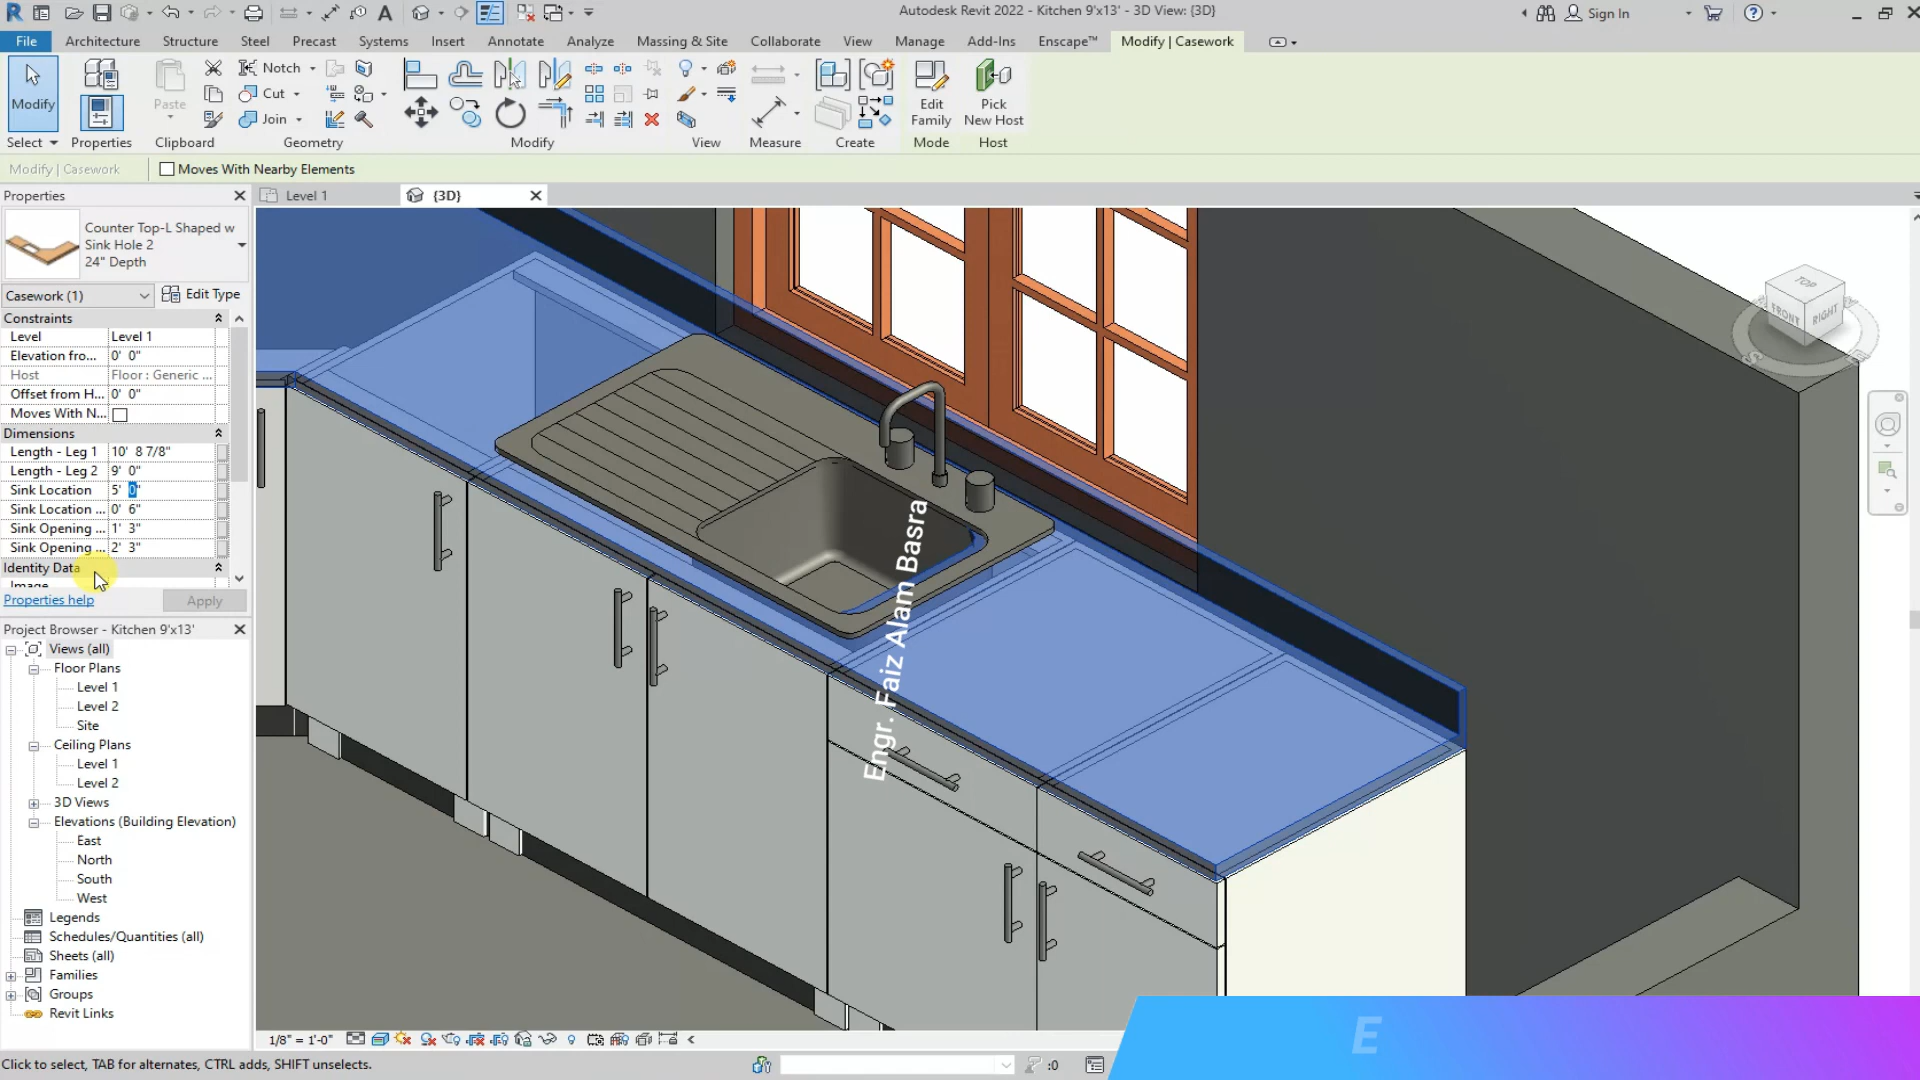 Autodesk Revit 2022 - Kitchen 9'x13' - 3D View: {3D}
Sign In
File Architecture Structure Steel Precast Systems Insert Annotate Analyze Massing & Site Collaborate View Manage Add-Ins Enscape™ Modify | Casework
Modify
Paste
Notch
Cut
Join
Edit Family
Pick New Host
Select Properties Clipboard Geometry Modify View Measure Create Mode Host
Modify | Casework
Moves With Nearby Elements
Properties
Level 1
{3D}
Counter Top-L Shaped w
Sink Hole 2
24" Depth
Casework (1)
Edit Type
Constraints
Level Level 1
Elevation fro... 0' 0"
Host Floor : Generic ...
Offset from H... 0' 0"
Moves With N...
Dimensions
Length - Leg 1 10' 8 7/8"
Length - Leg 2 9' 0"
Sink Location 5' 0"
Sink Location ... 0' 6"
Sink Opening ... 1' 3"
Sink Opening ... 2' 3"
Identity Data
Image
Properties help
Apply
Project Browser - Kitchen 9'x13'
Views (all)
Floor Plans
Level 1
Level 2
Site
Ceiling Plans
Level 1
Level 2
3D Views
Elevations (Building Elevation)
East
North
South
West
Legends
Schedules/Quantities (all)
Sheets (all)
Families
Groups
Revit Links
TOP
FRONT
RIGHT
Engr. Faiz Alam Basra
E
1/8" = 1'-0"
Click to select, TAB for alternates, CTRL adds, SHIFT unselects.
:0